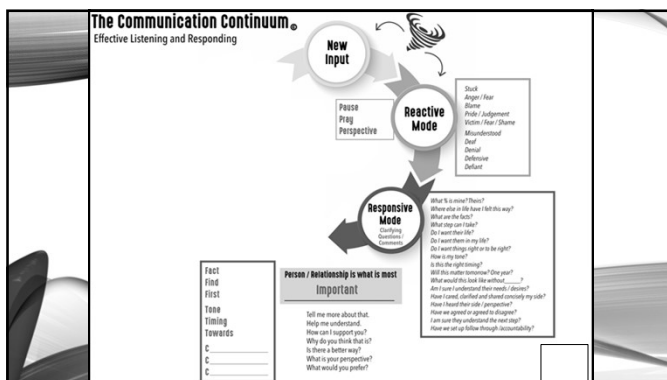 The Communication Continuum
Effective Listening and Responding
New
Input
Pause
Pray
Perspective
Reactive
Mode
Stuck
Anger / Fear
Blame
Pride / Judgement
Victim / Fear / Shame
Misunderstood
Deaf
Denial
Defensive
Defiant
Responsive
Mode
Clarifying
Questions /
Comments
What % is mine? Theirs?
Where else in life have I felt this way?
What are the facts?
What step can I take?
Do I want their life?
Do I want them in my life?
Do I want things right or to be right?
How is my tone?
Is this the right timing?
Will this matter tomorrow? One year?
What would this look like without_____?
Am I sure I understand their needs / desires?
Have I cared, clarified and shared concisely my side?
Have I heard their side / perspective?
Have we agreed or agreed to disagree?
I am sure they understand the next step?
Have we set up follow through /accountability?
Fact
Find
First
Tone
Timing
Towards
C__________
C__________
C__________
Person / Relationship is what is most
Important
Tell me more about that.
Help me understand.
How can I support you?
Why do you think that is?
Is there a better way?
What is your perspective?
What would you prefer?